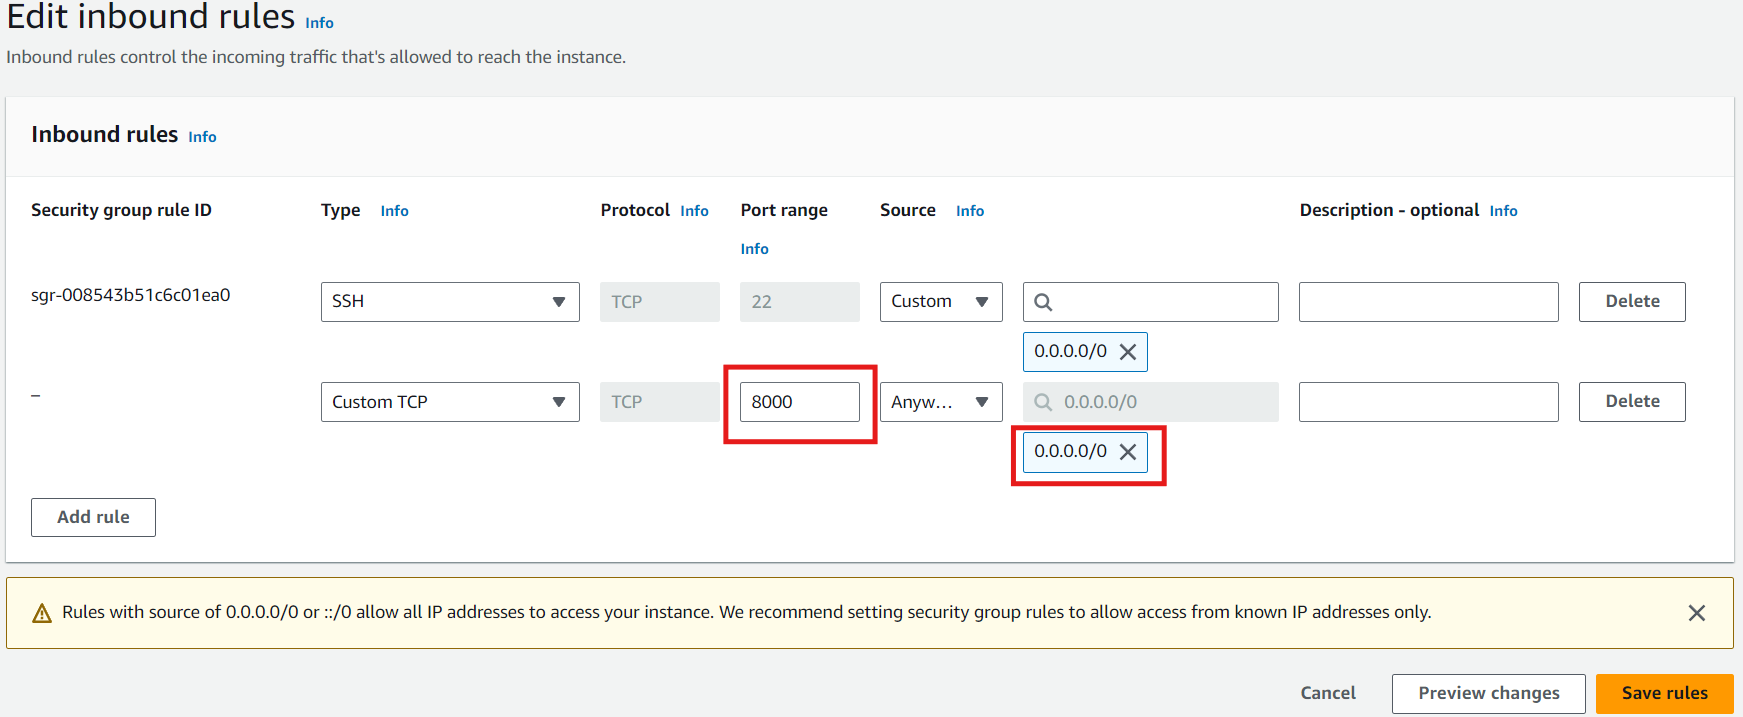 Edit inbound rules Info
Inbound rules control the incoming traffic that's allowed to reach the instance.
Inbound rules Info
Security group rule ID Type Info Protocol Info Port range Info Source Info Description - optional Info
sgr-008543b51c6c01ea0 SSH TCP 22 Custom Delete
0.0.0.0/0
– Custom TCP TCP 8000 Anyw... 0.0.0.0/0 Delete
0.0.0.0/0
Add rule
Rules with source of 0.0.0.0/0 or ::/0 allow all IP addresses to access your instance. We recommend setting security group rules to allow access from known IP addresses only.
Cancel Preview changes Save rules